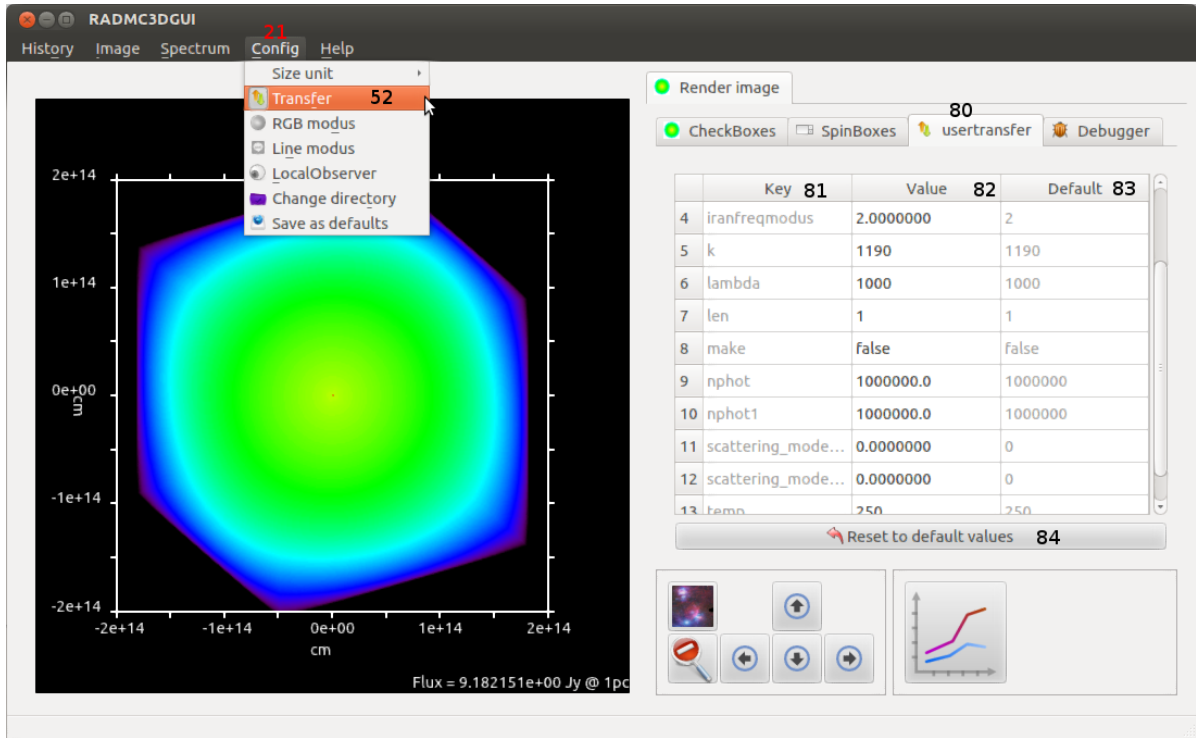 RADMC3DGUI
21
History Image Spectrum Config Help
Size unit
Transfer 52
RGB modus
Line modus
LocalObserver
Change directory
Save as defaults
2e+14
1e+14
0e+00
cm
-1e+14
-2e+14
-2e+14 -1e+14 0e+00 1e+14 2e+14
cm
Flux = 9.182151e+00 Jy @ 1pc
Render image
80
CheckBoxes SpinBoxes usertransfer Debugger
Key 81 Value 82 Default 83
4 iranfreqmodus 2.0000000 2
5 k 1190 1190
6 lambda 1000 1000
7 len 1 1
8 make false false
9 nphot 1000000.0 1000000
10 nphot1 1000000.0 1000000
11 scattering_mode... 0.0000000 0
12 scattering_mode... 0.0000000 0
13 temp 250 250
Reset to default values 84